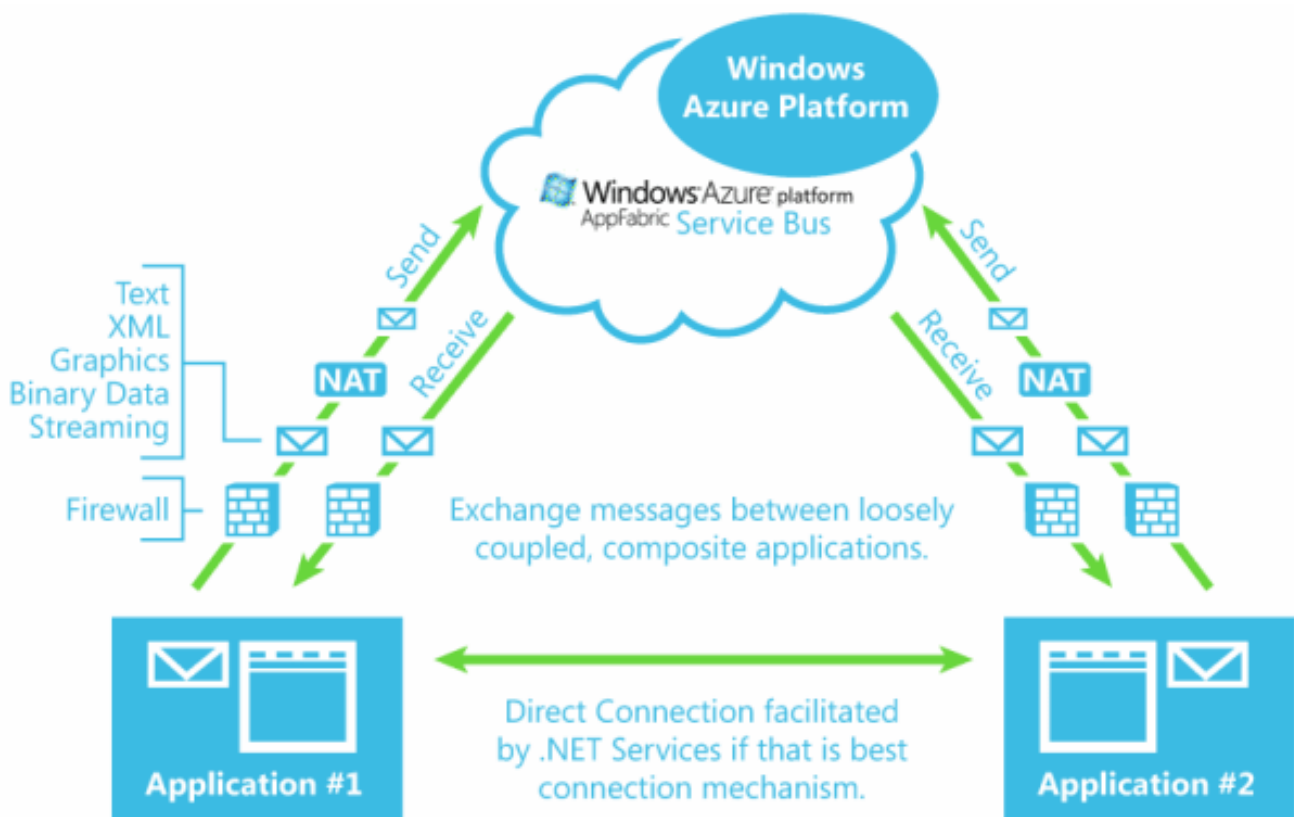 Windows
Azure Platform
Windows Azure platform
AppFabric Service Bus
Send
Send
Text
XML
Graphics
Binary Data
Streaming
Receive
Receive
NAT
NAT
Firewall
Exchange messages between loosely
coupled, composite applications.
Direct Connection facilitated
by .NET Services if that is best
connection mechanism.
Application #1
Application #2